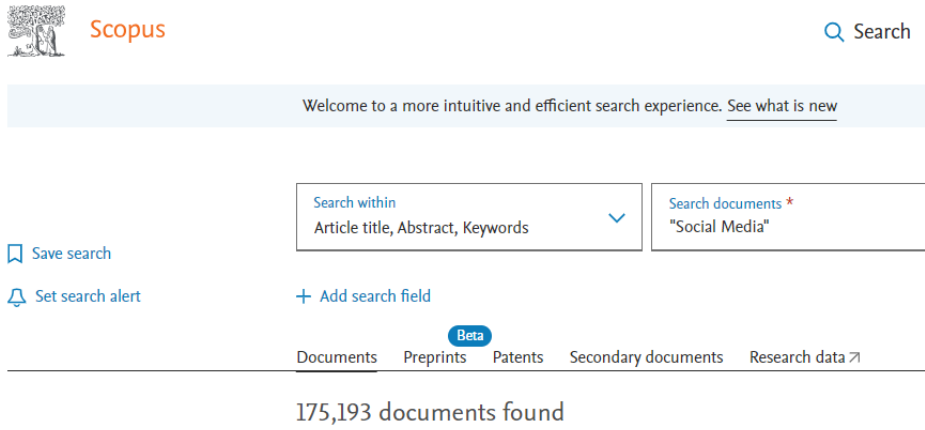 Scopus
Search
Welcome to a more intuitive and efficient search experience. See what is new
Search within
Article title, Abstract, Keywords
Search documents *
"Social Media"
Save search
Set search alert
+ Add search field
Beta
Documents Preprints Patents Secondary documents Research data
175,193 documents found